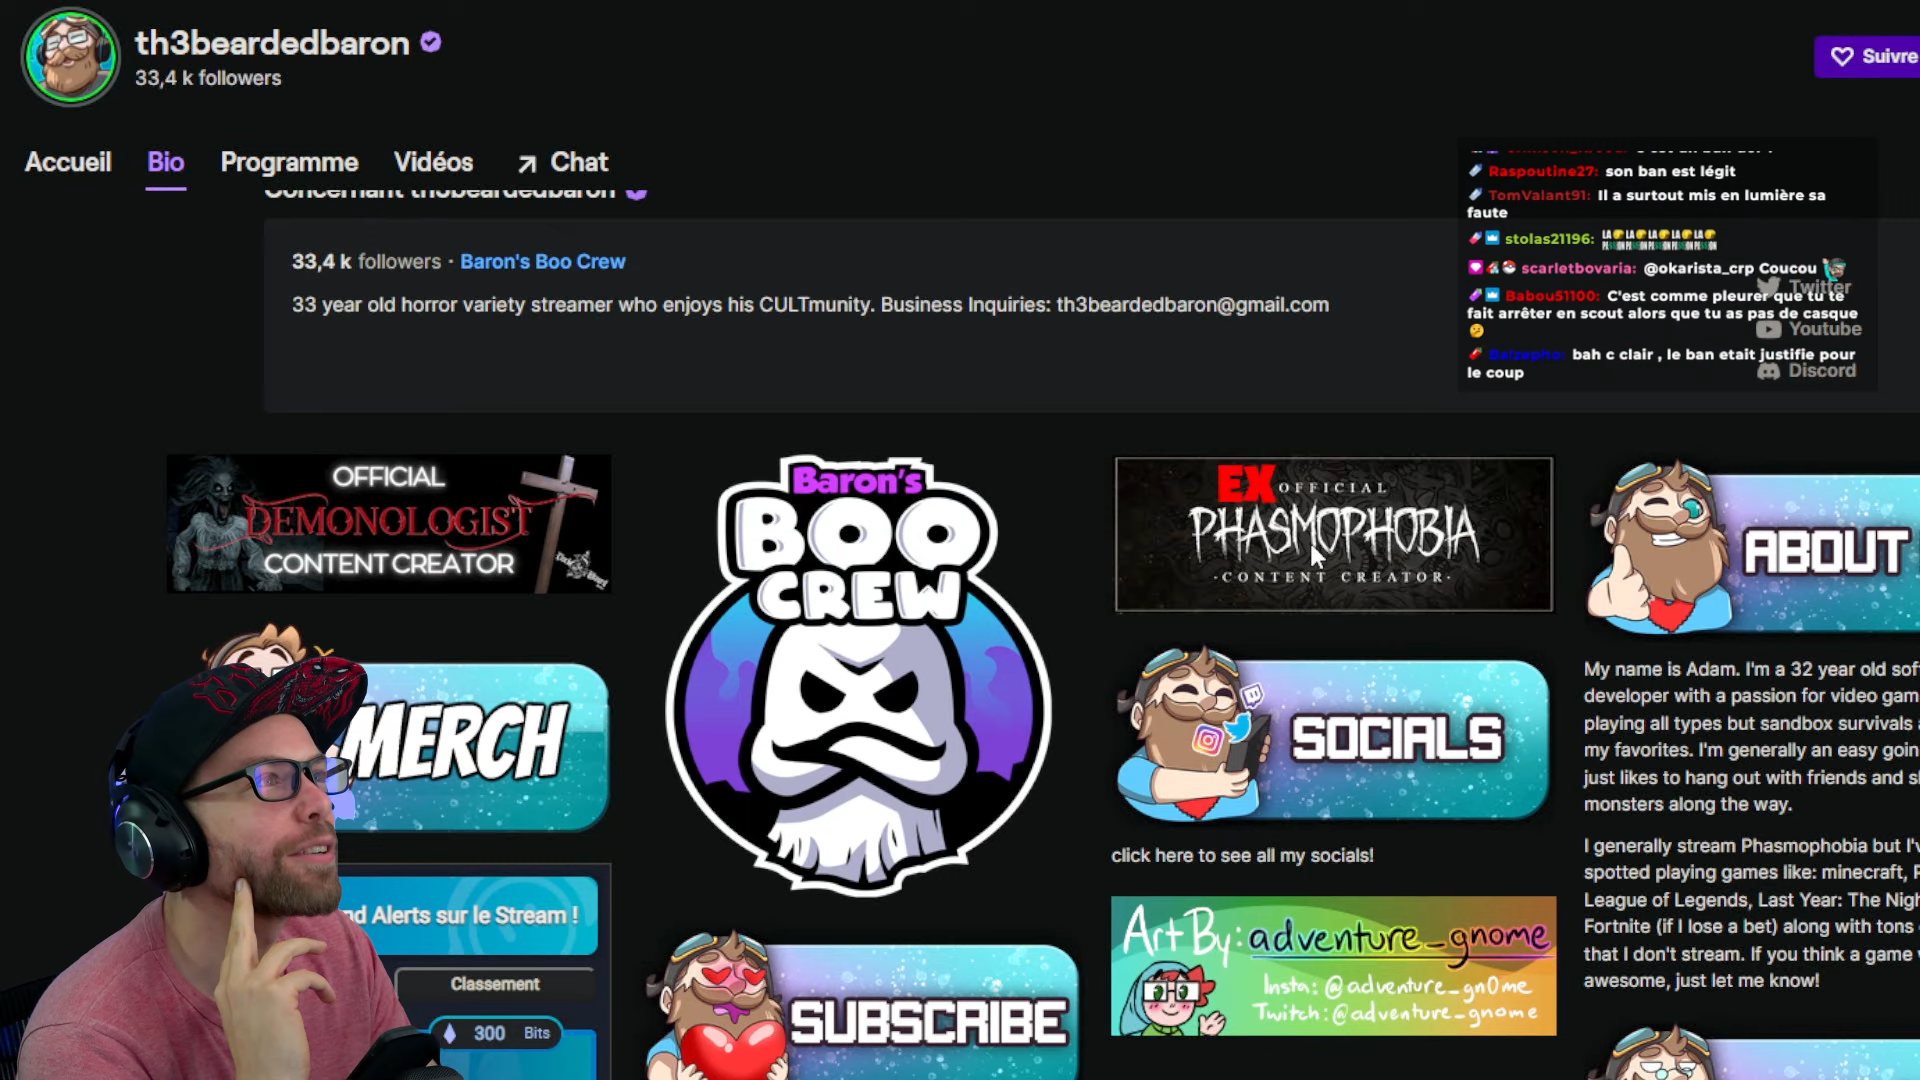 th3beardedbaron
33,4 k followers
Suivre
Accueil
Bio
Programme
Vidéos
Chat
Concernant th3beardedbaron
33,4 k followers · Baron's Boo Crew
33 year old horror variety streamer who enjoys his CULTmunity. Business Inquiries: th3beardedbaron@gmail.com
Raspoutine27: son ban est légit
TomValant91: Il a surtout mis en lumière sa
faute
stolas21196:
scarletbovaria: @okarista_crp Coucou
Babou51100: C'est comme pleurer que tu te
fait arrêter en scout alors que tu as pas de casque
Balzepho: bah c clair , le ban etait justifie pour
le coup
Twitter
Youtube
Discord
OFFICIAL
DEMONOLOGIST
CONTENT CREATOR
Baron's
BOO
CREW
EX OFFICIAL
PHASMOPHOBIA
·CONTENT CREATOR·
ABOUT
MERCH
SOCIALS
click here to see all my socials!
My name is Adam. I'm a 32 year old
developer with a passion for video
playing all types but sandbox survivals
my favorites. I'm generally an easy
just likes to hang out with friends and
monsters along the way.
I generally stream Phasmophobia but
spotted playing games like: minecraft,
League of Legends, Last Year: The
Fortnite (if I lose a bet) along with tons
that I don't stream. If you think a game
awesome, just let me know!
Alerts sur le Stream !
Classement
300 Bits
SUBSCRIBE
Art By: adventure_gnome
Insta: @adventure_gn0me
Twitch: @adventure_gnome